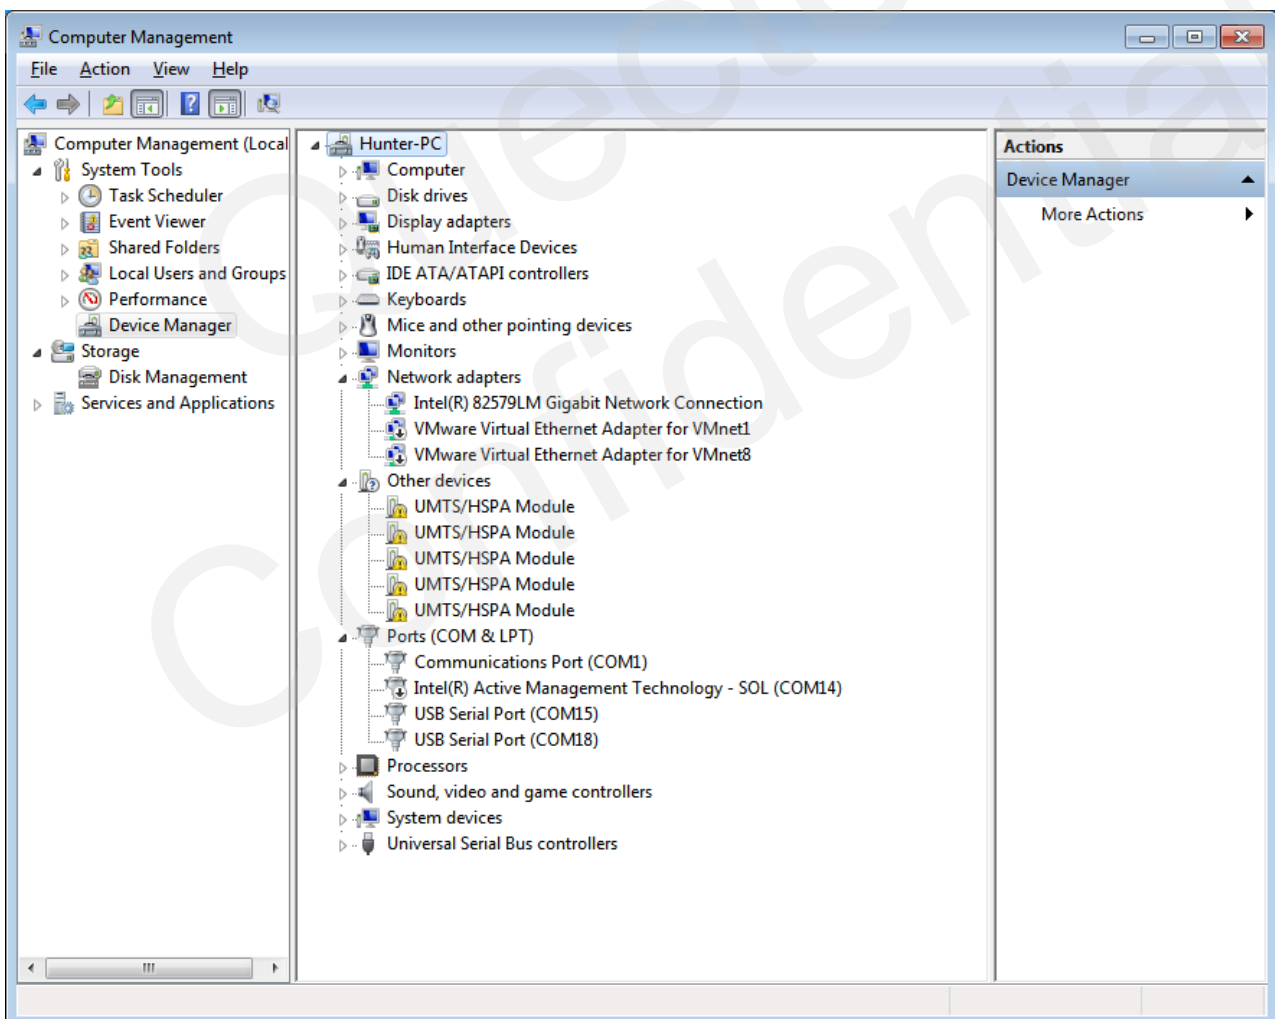 Computer Management
File Action View Help
Computer Management (Local
System Tools
Task Scheduler
Event Viewer
Shared Folders
Local Users and Groups
Performance
Device Manager
Storage
Disk Management
Services and Applications
Hunter-PC
Computer
Disk drives
Display adapters
Human Interface Devices
IDE ATA/ATAPI controllers
Keyboards
Mice and other pointing devices
Monitors
Network adapters
Intel(R) 82579LM Gigabit Network Connection
VMware Virtual Ethernet Adapter for VMnet1
VMware Virtual Ethernet Adapter for VMnet8
Other devices
UMTS/HSPA Module
UMTS/HSPA Module
UMTS/HSPA Module
UMTS/HSPA Module
UMTS/HSPA Module
Ports (COM & LPT)
Communications Port (COM1)
Intel(R) Active Management Technology - SOL (COM14)
USB Serial Port (COM15)
USB Serial Port (COM18)
Processors
Sound, video and game controllers
System devices
Universal Serial Bus controllers
Actions
Device Manager
More Actions
Quectel
Confidential